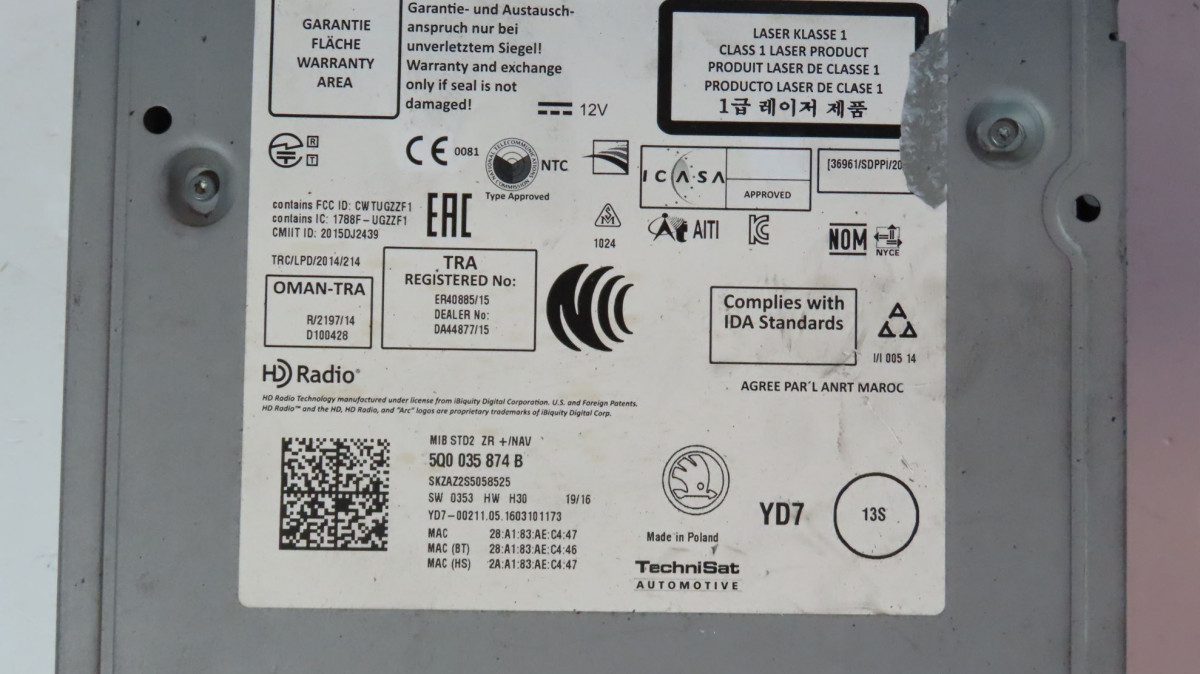 GARANTIE
FLÄCHE
WARRANTY
AREA
Garantie- und Austausch-
anspruch nur bei
unverletztem Siegel!
Warranty and exchange
only if seal is not
damaged!
12V
LASER KLASSE 1
CLASS 1 LASER PRODUCT
PRODUIT LASER DE CLASSE 1
PRODUCTO LASER DE CLASE 1
1급 레이저 제품
R
T
CE 0081
NATIONAL TELECOMMUNICATIONS COMMISSION
NTC
Type Approved
ICASA
APPROVED
[36961/SDPPI/20
contains FCC ID: CWTUGZZF1
contains IC: 1788F-UGZZF1
CMIIT ID: 2015DJ2439
EAC
1024
AITI
KC
NOM
NYCE
TRC/LPD/2014/214
OMAN-TRA
R/2197/14
D100428
TRA
REGISTERED No:
ER40885/15
DEALER No:
DA44877/15
Complies with
IDA Standards
I/I 005 14
AGREE PAR´L ANRT MAROC
HD Radio®
HD Radio Technology manufactured under license from iBiquity Digital Corporation. U.S. and Foreign Patents.
HD Radio™ and the HD, HD Radio, and "Arc" logos are proprietary trademarks of iBiquity Digital Corp.
MIB STD2 ZR +/NAV
5Q0 035 874 B
SKZAZ2S5058525
SW 0353 HW H30 19/16
YD7-00211.05.1603101173
MAC 28:A1:83:AE:C4:47
MAC (BT) 28:A1:83:AE:C4:46
MAC (HS) 2A:A1:83:AE:C4:47
Made in Poland
TechniSat
AUTOMOTIVE
YD7
13S